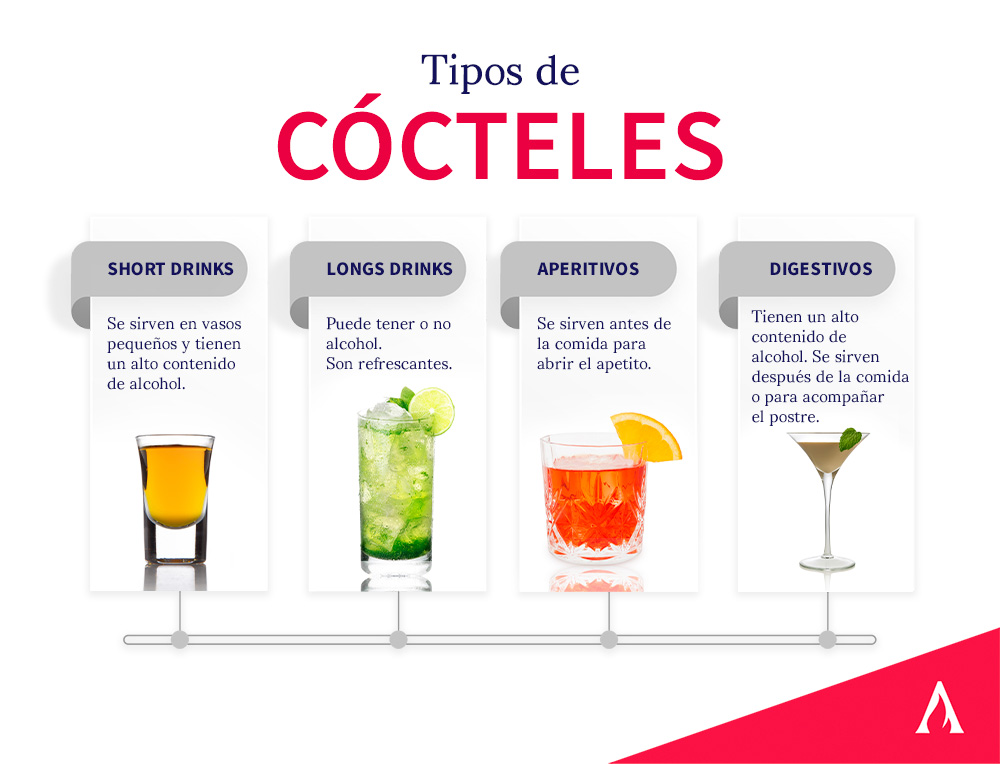 Tipos de
CÓCTELES
SHORT DRINKS
Se sirven en vasos
pequeños y tienen
un alto contenido
de alcohol.
LONGS DRINKS
Puede tener o no
alcohol.
Son refrescantes.
APERITIVOS
Se sirven antes de
la comida para
abrir el apetito.
DIGESTIVOS
Tienen un alto
contenido de
alcohol. Se sirven
después de la comida
o para acompañar
el postre.